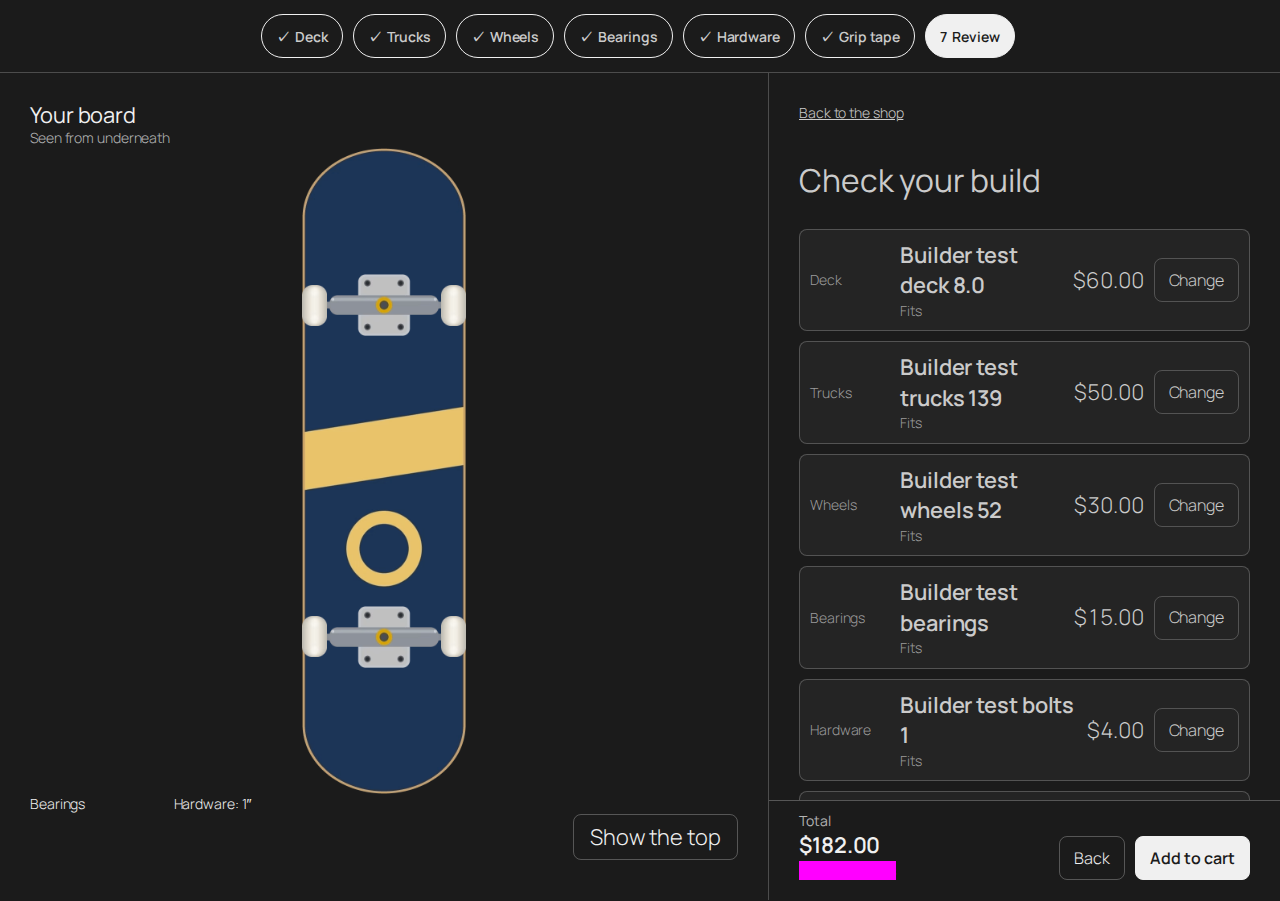 ✓ Deck
✓ Trucks
✓ Wheels
✓ Bearings
✓ Hardware
✓ Grip tape
7 Review
Your board
Seen from underneath
Bearings
Hardware: 1″
Show the top
Back to the shop
Check your build
Deck
Builder test
deck 8.0
Fits
$60.00
Change
Trucks
Builder test
trucks 139
Fits
$50.00
Change
Wheels
Builder test
wheels 52
Fits
$30.00
Change
Bearings
Builder test
bearings
Fits
$15.00
Change
Hardware
Builder test bolts
1
Fits
$4.00
Change
Total
$182.00
Back
Add to cart